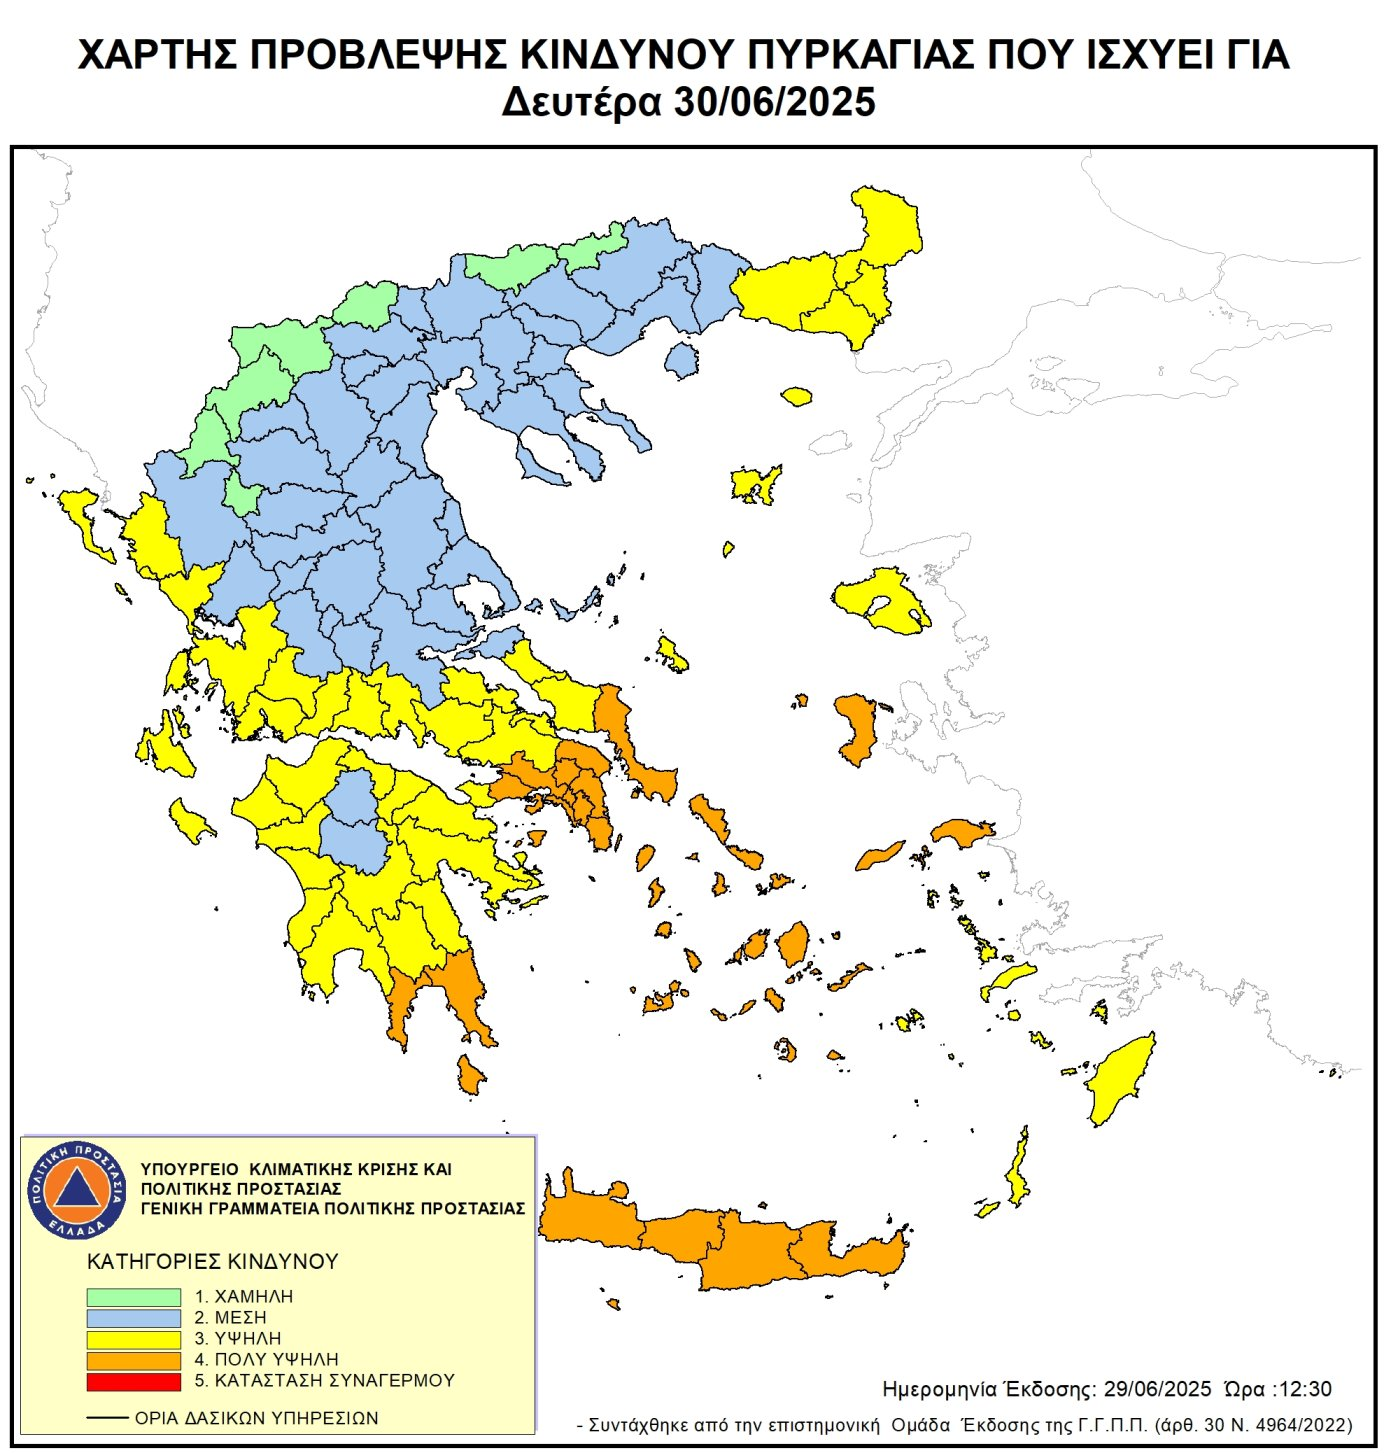 ΧΑΡΤΗΣ ΠΡΟΒΛΕΨΗΣ ΚΙΝΔΥΝΟΥ ΠΥΡΚΑΓΙΑΣ ΠΟΥ ΙΣΧΥΕΙ ΓΙΑ
Δευτέρα 30/06/2025
ΠΟΛΙΤΙΚΗ ΠΡΟΣΤΑΣΙΑ
ΕΛΛΑΔΑ
ΥΠΟΥΡΓΕΙΟ ΚΛΙΜΑΤΙΚΗΣ ΚΡΙΣΗΣ ΚΑΙ
ΠΟΛΙΤΙΚΗΣ ΠΡΟΣΤΑΣΙΑΣ
ΓΕΝΙΚΗ ΓΡΑΜΜΑΤΕΙΑ ΠΟΛΙΤΙΚΗΣ ΠΡΟΣΤΑΣΙΑΣ
ΚΑΤΗΓΟΡΙΕΣ ΚΙΝΔΥΝΟΥ
1. ΧΑΜΗΛΗ
2. ΜΕΣΗ
3. ΥΨΗΛΗ
4. ΠΟΛΥ ΥΨΗΛΗ
5. ΚΑΤΑΣΤΑΣΗ ΣΥΝΑΓΕΡΜΟΥ
ΟΡΙΑ ΔΑΣΙΚΩΝ ΥΠΗΡΕΣΙΩΝ
Ημερομηνία Έκδοσης: 29/06/2025 Ώρα :12:30
- Συντάχθηκε από την επιστημονική Ομάδα Έκδοσης της Γ.Γ.Π.Π. (άρθ. 30 Ν. 4964/2022)